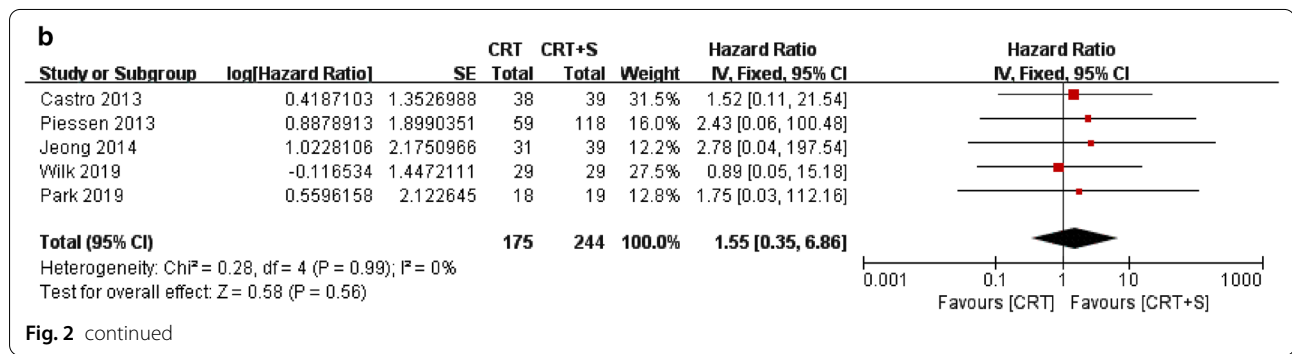 b
CRT CRT+S Hazard Ratio Hazard Ratio
Study or Subgroup log[Hazard Ratio] SE Total Total Weight IV, Fixed, 95% CI IV, Fixed, 95% CI
Castro 2013 0.4187103 1.3526988 38 39 31.5% 1.52 [0.11, 21.54]
Piessen 2013 0.8878913 1.8990351 59 118 16.0% 2.43 [0.06, 100.48]
Jeong 2014 1.0228106 2.1750966 31 39 12.2% 2.78 [0.04, 197.54]
Wilk 2019 -0.116534 1.4472111 29 29 27.5% 0.89 [0.05, 15.18]
Park 2019 0.5596158 2.122645 18 19 12.8% 1.75 [0.03, 112.16]
Total (95% CI) 175 244 100.0% 1.55 [0.35, 6.86]
Heterogeneity: Chi² = 0.28, df = 4 (P = 0.99); I² = 0%
Test for overall effect: Z = 0.58 (P = 0.56)
0.001 0.1 1 10 1000
Favours [CRT] Favours [CRT+S]
Fig. 2 continued